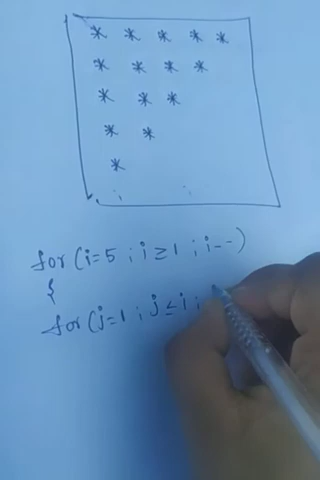 * * * * *
* * * *
* * *
* *
*
for (i=5 ; i≥1 ; i--)
{
for (j=1 ; j≤i ;